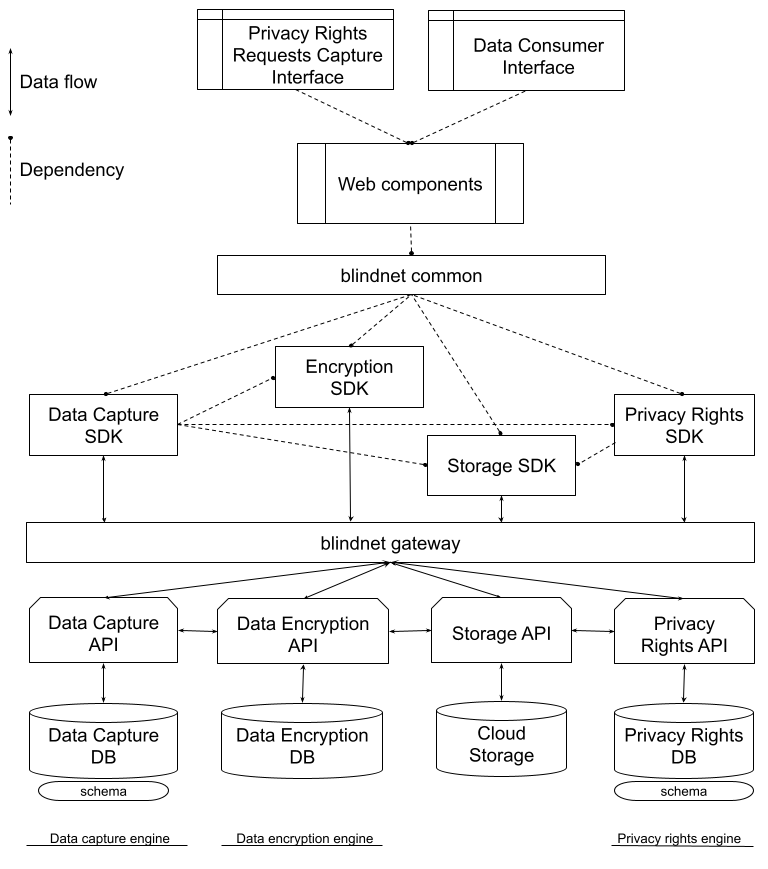 Privacy Rights
Requests Capture
Interface
Data Consumer
Interface
Data flow
Dependency
Web components
blindnet common
Encryption
SDK
Data Capture
SDK
Privacy Rights
SDK
Storage SDK
blindnet gateway
Data Capture
API
Data Encryption
API
Storage API
Privacy
Rights API
Data Capture
DB
Data Encryption
DB
Cloud
Storage
Privacy Rights
DB
schema
schema
Data capture engine
Data encryption engine
Privacy rights engine